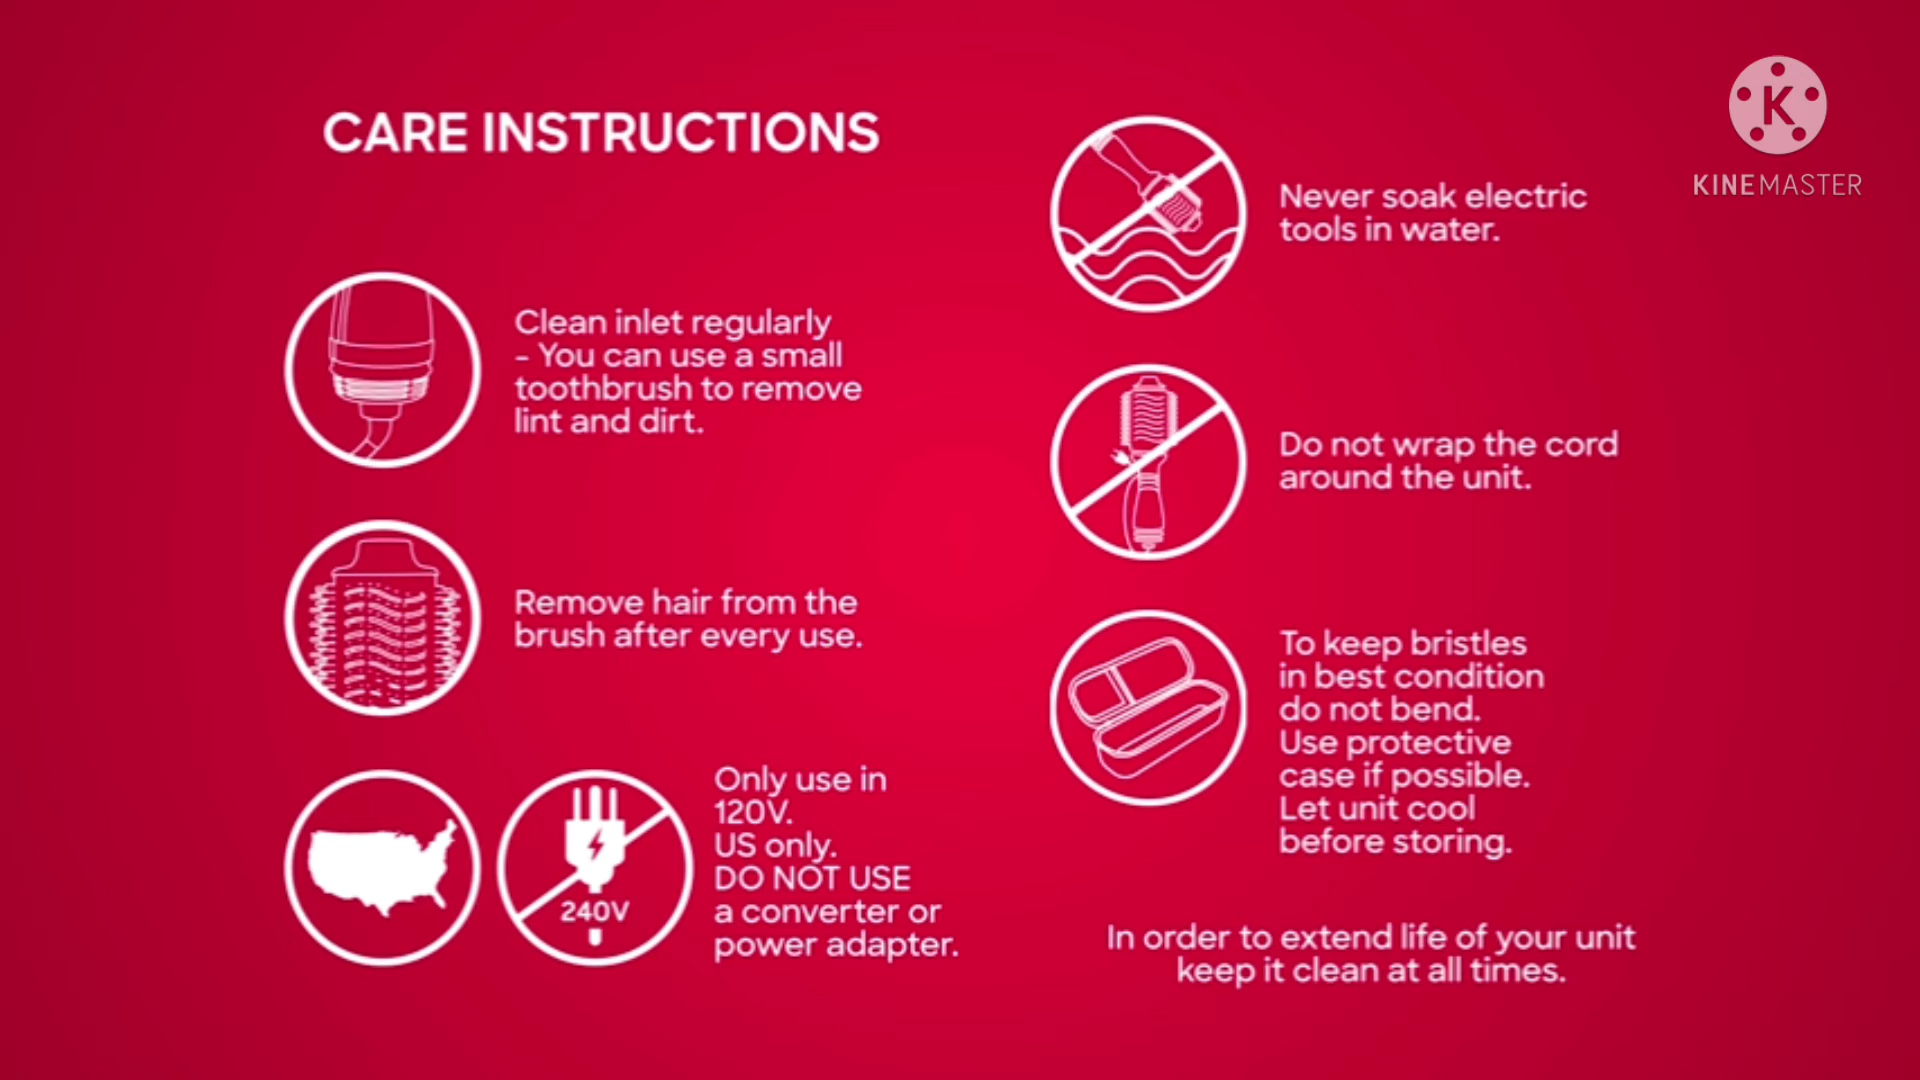 CARE INSTRUCTIONS
Clean inlet regularly
- You can use a small
toothbrush to remove
lint and dirt.
Remove hair from the
brush after every use.
240V
Only use in
120V.
US only.
DO NOT USE
a converter or
power adapter.
Never soak electric
tools in water.
Do not wrap the cord
around the unit.
To keep bristles
in best condition
do not bend.
Use protective
case if possible.
Let unit cool
before storing.
In order to extend life of your unit
keep it clean at all times.
K
KINEMASTER